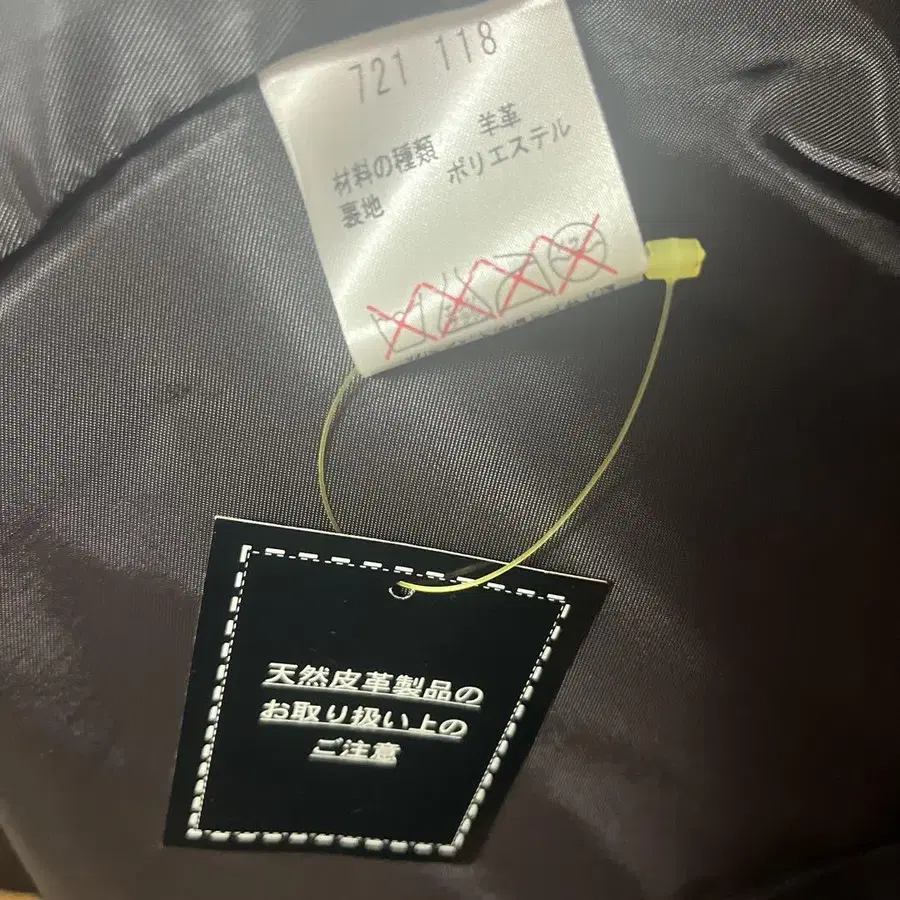 721 118
材料の種類 羊革
裏地 ポリエステル
天然皮革製品の
お取り扱い上の
ご注意